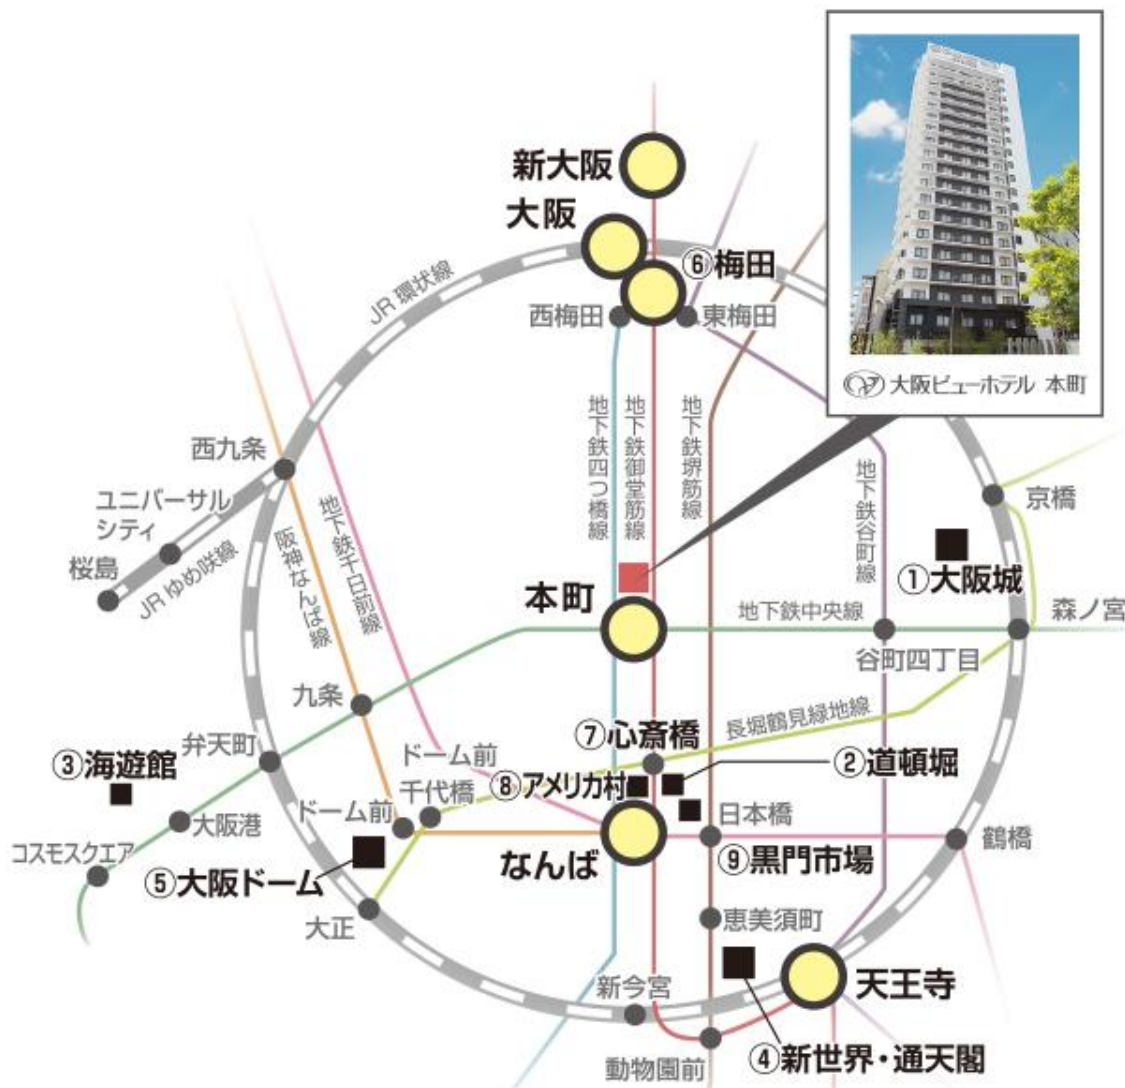 新大阪
大阪
⑥梅田
西梅田
東梅田
JR 環状線
大阪ビューホテル 本町
西九条
ユニバーサル
シティ
桜島
JR ゆめ咲線
阪神なんば線
地下鉄千日前線
地下鉄四つ橋線
地下鉄御堂筋線
地下鉄堺筋線
地下鉄谷町線
京橋
①大阪城
本町
地下鉄中央線
森ノ宮
谷町四丁目
九条
弁天町
③海遊館
大阪港
コスモスクエア
ドーム前
千代橋
ドーム前
⑤大阪ドーム
大正
⑦心斎橋
長堀鶴見緑地線
⑧アメリカ村
②道頓堀
なんば
日本橋
⑨黒門市場
鶴橋
恵美須町
新今宮
天王寺
動物園前
④新世界・通天閣